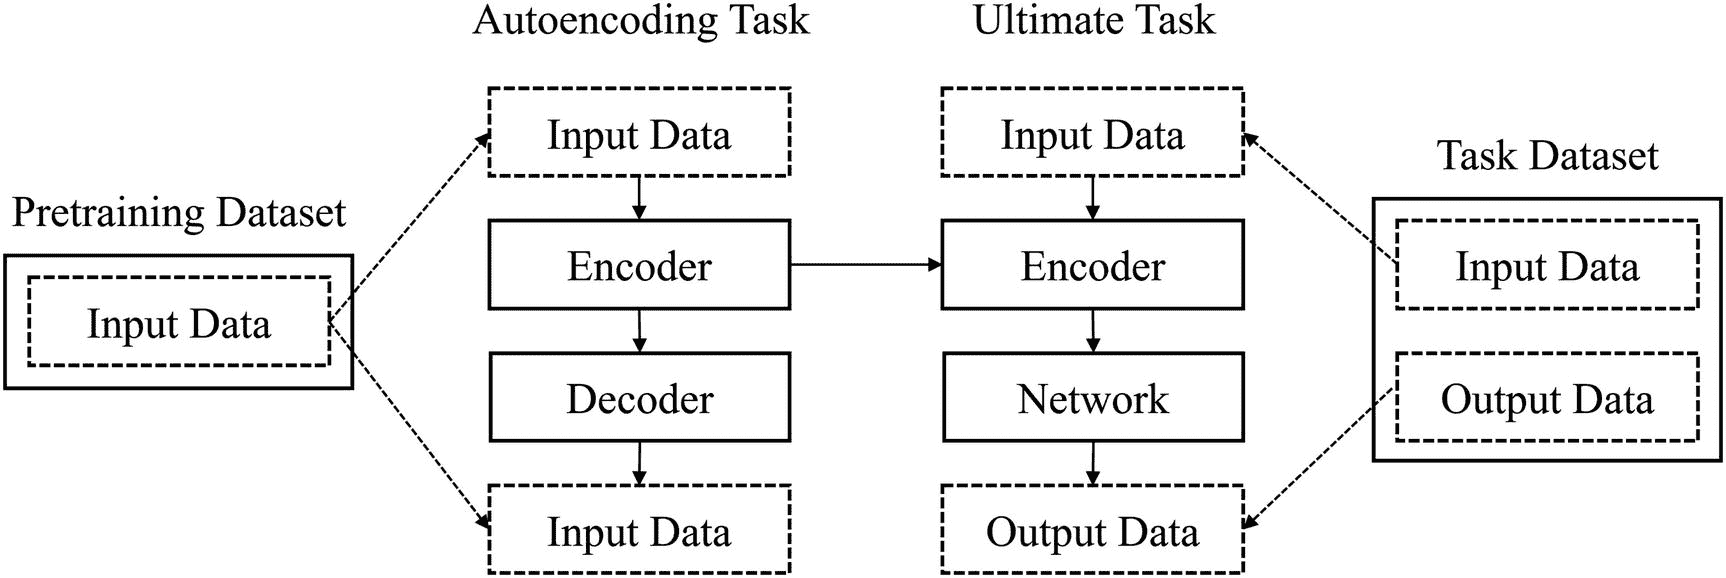 Autoencoding Task
Ultimate Task
Input Data
Input Data
Task Dataset
Pretraining Dataset
Encoder
Encoder
Input Data
Input Data
Decoder
Network
Output Data
Input Data
Output Data